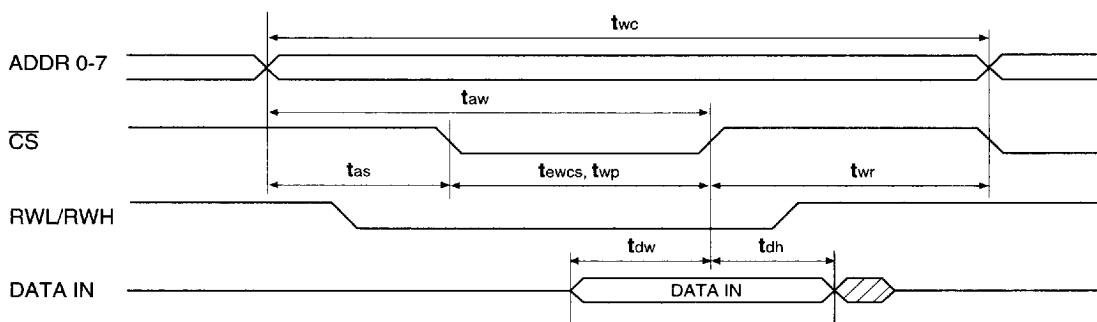 twc
ADDR 0-7
taw
CS
tas
tewcs, twp
twr
RWL/RWH
tdw
tdh
DATA IN
DATA IN